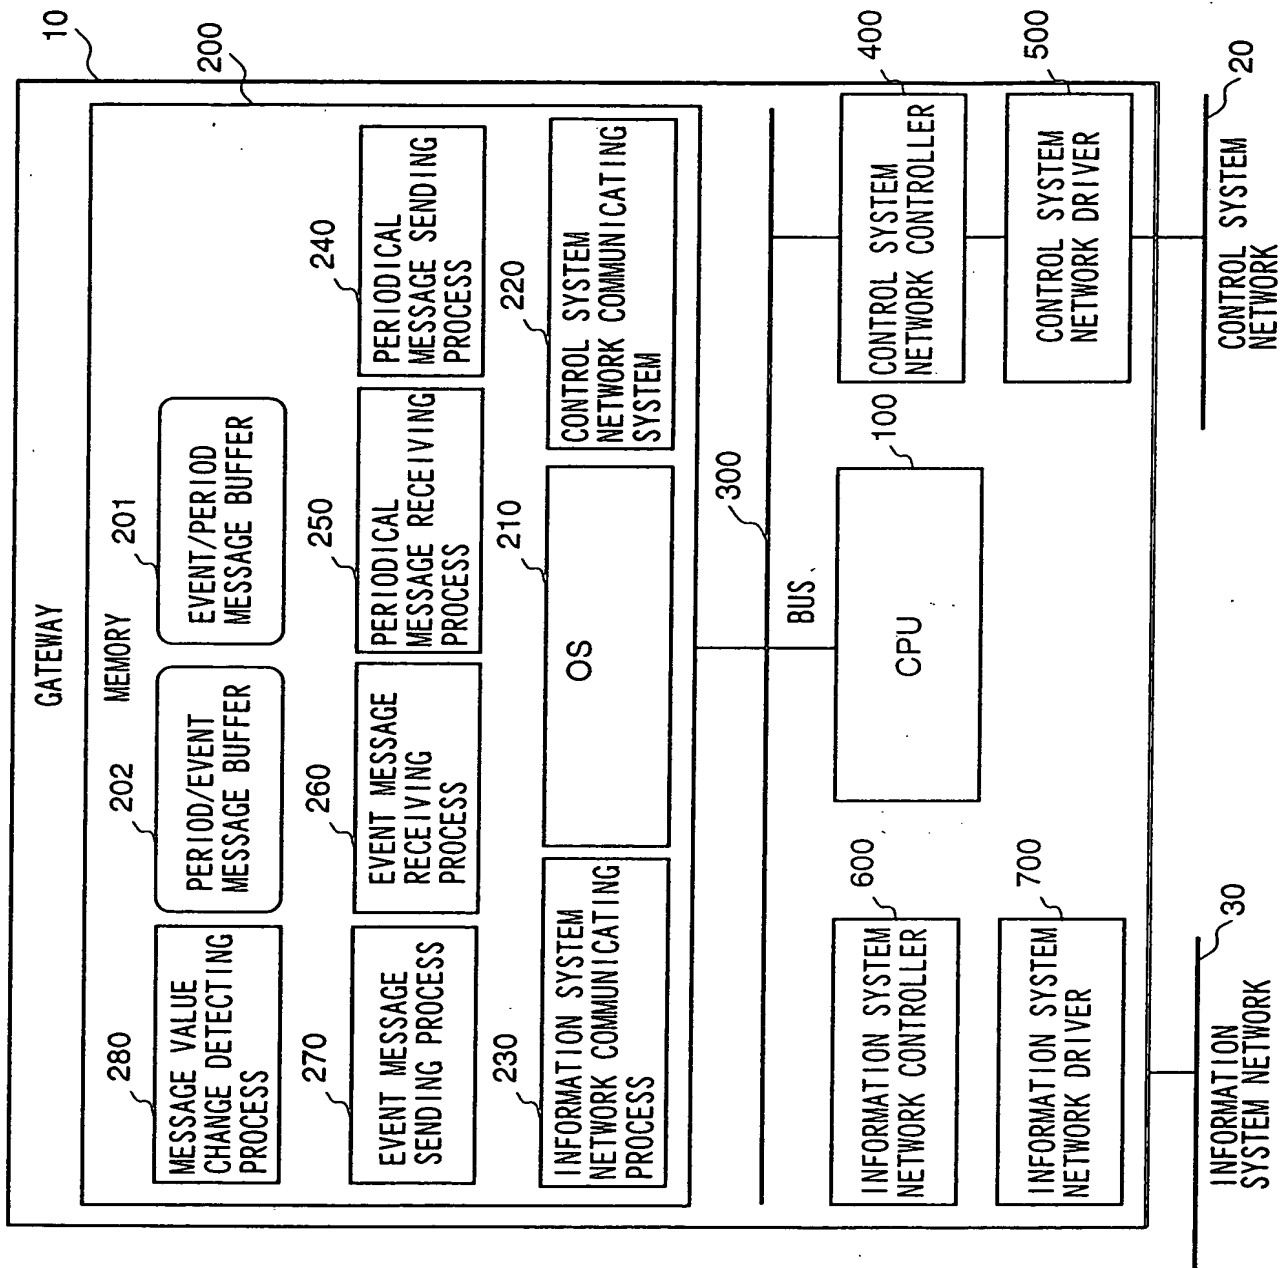 10
200
GATEWAY
MEMORY
280
MESSAGE VALUE
CHANGE DETECTING
PROCESS
202
PERIOD/EVENT
MESSAGE BUFFER
201
EVENT/PERIOD
MESSAGE BUFFER
270
EVENT MESSAGE
SENDING PROCESS
260
EVENT MESSAGE
RECEIVING
PROCESS
250
PERIODICAL
MESSAGE RECEIVING
PROCESS
240
PERIODICAL
MESSAGE SENDING
PROCESS
230
INFORMATION SYSTEM
NETWORK COMMUNICATING
PROCESS
210
OS
220
CONTROL SYSTEM
NETWORK COMMUNICATING
SYSTEM
300
BUS
600
INFORMATION SYSTEM
NETWORK CONTROLLER
100
CPU
400
CONTROL SYSTEM
NETWORK CONTROLLER
700
INFORMATION SYSTEM
NETWORK DRIVER
500
CONTROL SYSTEM
NETWORK DRIVER
30
INFORMATION
SYSTEM NETWORK
20
CONTROL SYSTEM
NETWORK